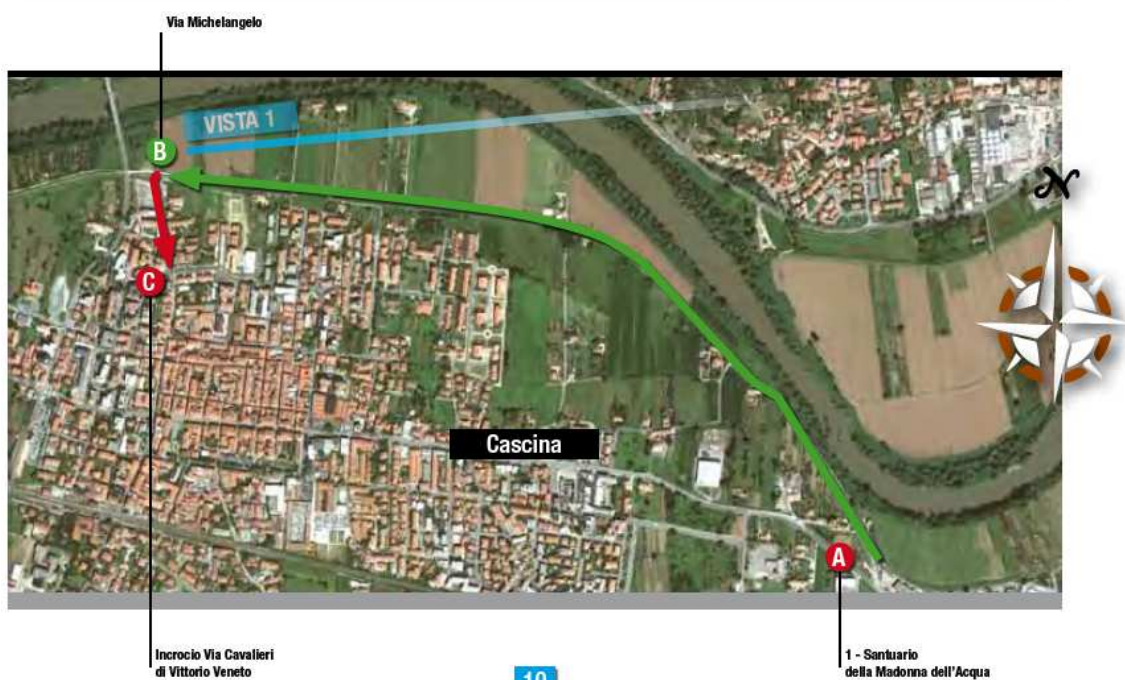 Via Michelangelo
VISTA 1
B
N
C
Cascina
A
Incrocio Via Cavalieri
di Vittorio Veneto
1 - Santuario
della Madonna dell'Acqua
10